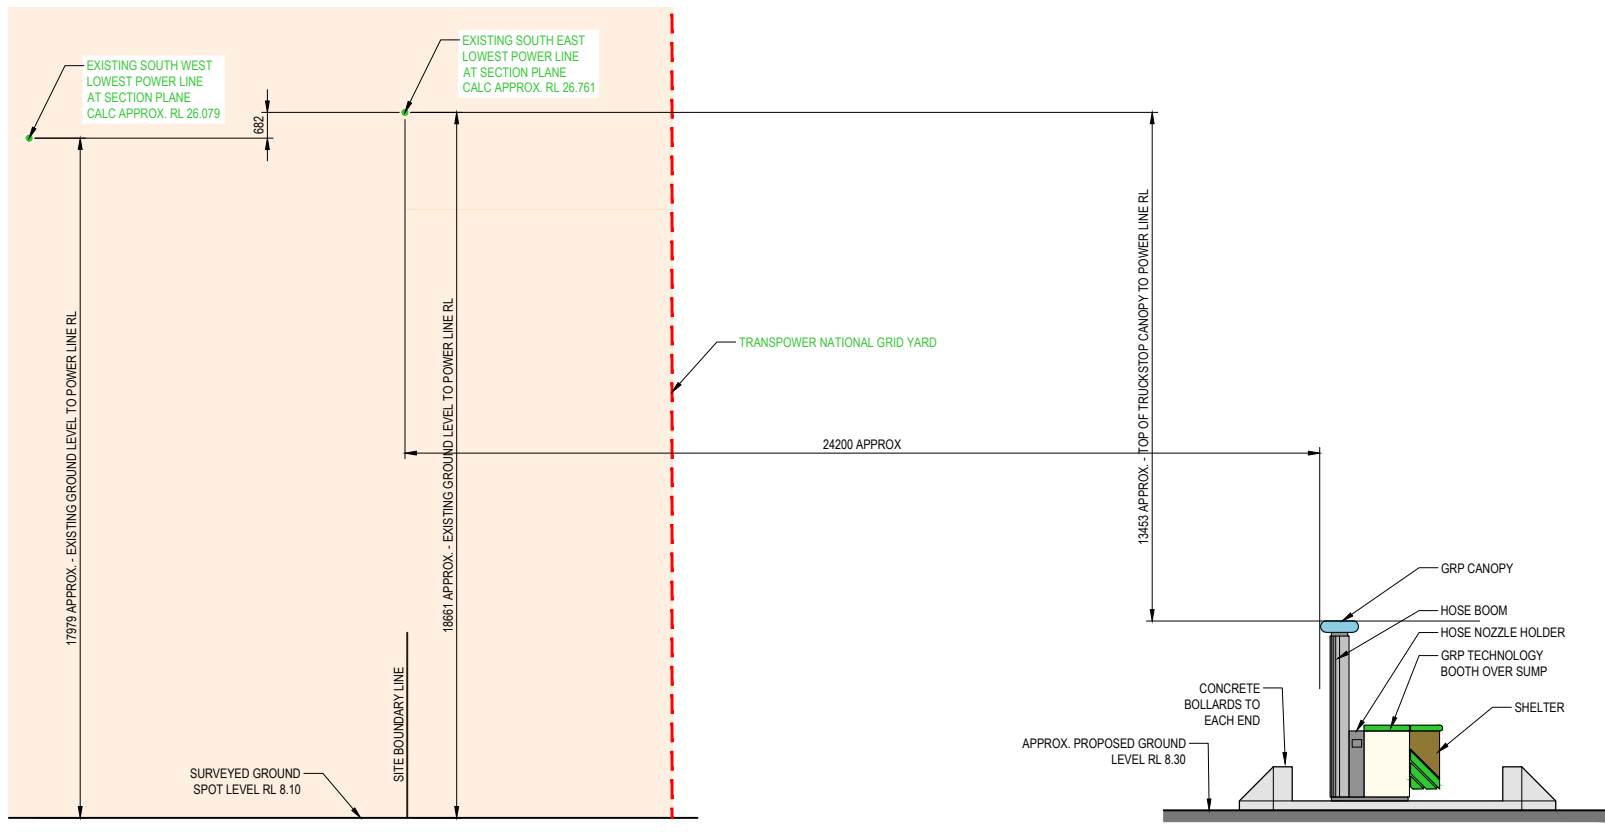 EXISTING SOUTH WEST
LOWEST POWER LINE
AT SECTION PLANE
CALC APPROX. RL 26.079
682
EXISTING SOUTH EAST
LOWEST POWER LINE
AT SECTION PLANE
CALC APPROX. RL 26.761
17979 APPROX. - EXISTING GROUND LEVEL TO POWER LINE RL
18661 APPROX. - EXISTING GROUND LEVEL TO POWER LINE RL
TRANSPOWER NATIONAL GRID YARD
24200 APPROX
13453 APPROX. - TOP OF TRUCKSTOP CANOPY TO POWER LINE RL
SITE BOUNDARY LINE
SURVEYED GROUND
SPOT LEVEL RL 8.10
GRP CANOPY
HOSE BOOM
HOSE NOZZLE HOLDER
GRP TECHNOLOGY
BOOTH OVER SUMP
CONCRETE
BOLLARDS TO
EACH END
SHELTER
APPROX. PROPOSED GROUND
LEVEL RL 8.30